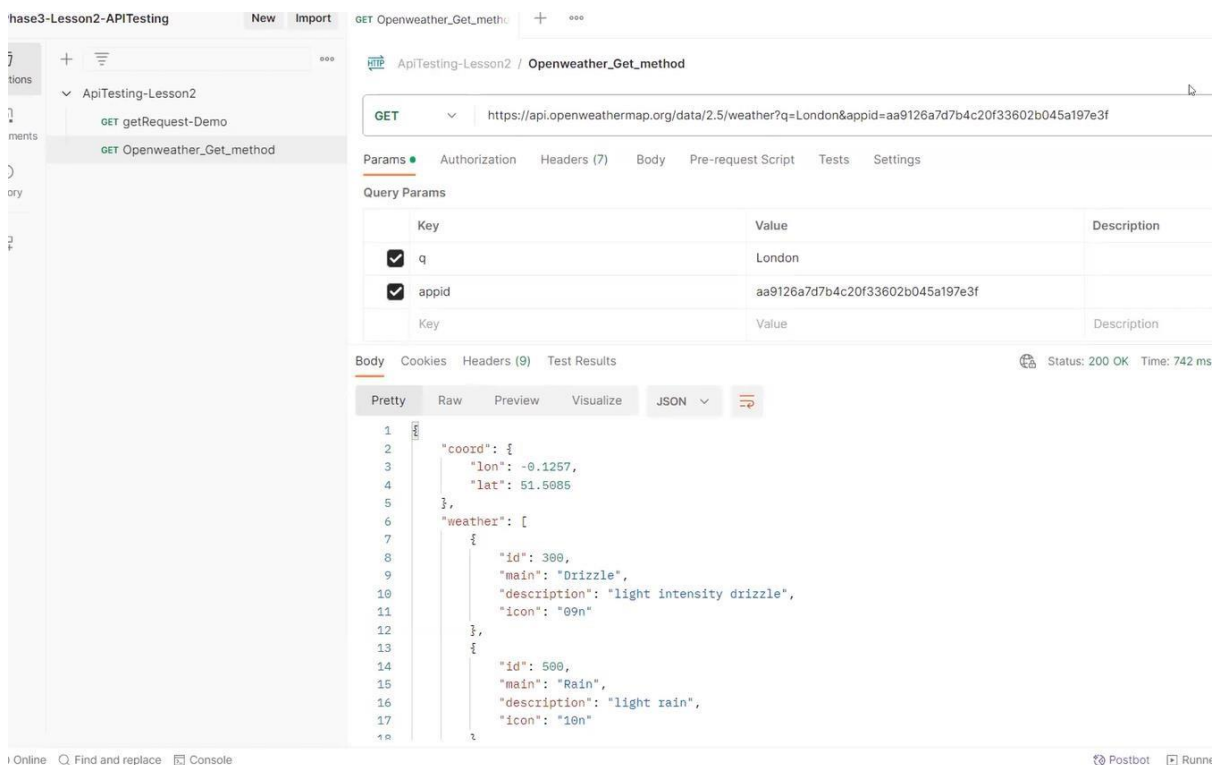 Phase3-Lesson2-APITesting New Import GET Openweather_Get_metho
HTTP ApiTesting-Lesson2 / Openweather_Get_method
ApiTesting-Lesson2
GET getRequest-Demo
GET Openweather_Get_method
GET https://api.openweathermap.org/data/2.5/weather?q=London&appid=aa9126a7d7b4c20f33602b045a197e3f
Params Authorization Headers (7) Body Pre-request Script Tests Settings
Query Params
Key Value Description
q London
appid aa9126a7d7b4c20f33602b045a197e3f
Key Value Description
Body Cookies Headers (9) Test Results Status: 200 OK Time: 742 ms
Pretty Raw Preview Visualize JSON
1 {
2 "coord": {
3 "lon": -0.1257,
4 "lat": 51.5085
5 },
6 "weather": [
7 {
8 "id": 300,
9 "main": "Drizzle",
10 "description": "light intensity drizzle",
11 "icon": "09n"
12 },
13 {
14 "id": 500,
15 "main": "Rain",
16 "description": "light rain",
17 "icon": "10n"
18 }
Online Find and replace Console Postbot Runne